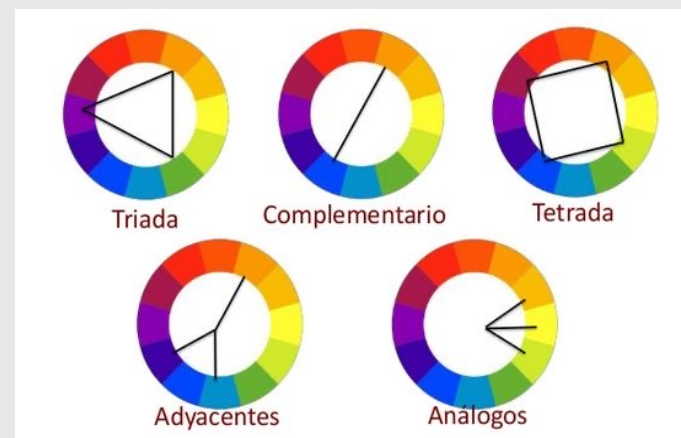 Triada
Complementario
Tetrada
Adyacentes
Análogos